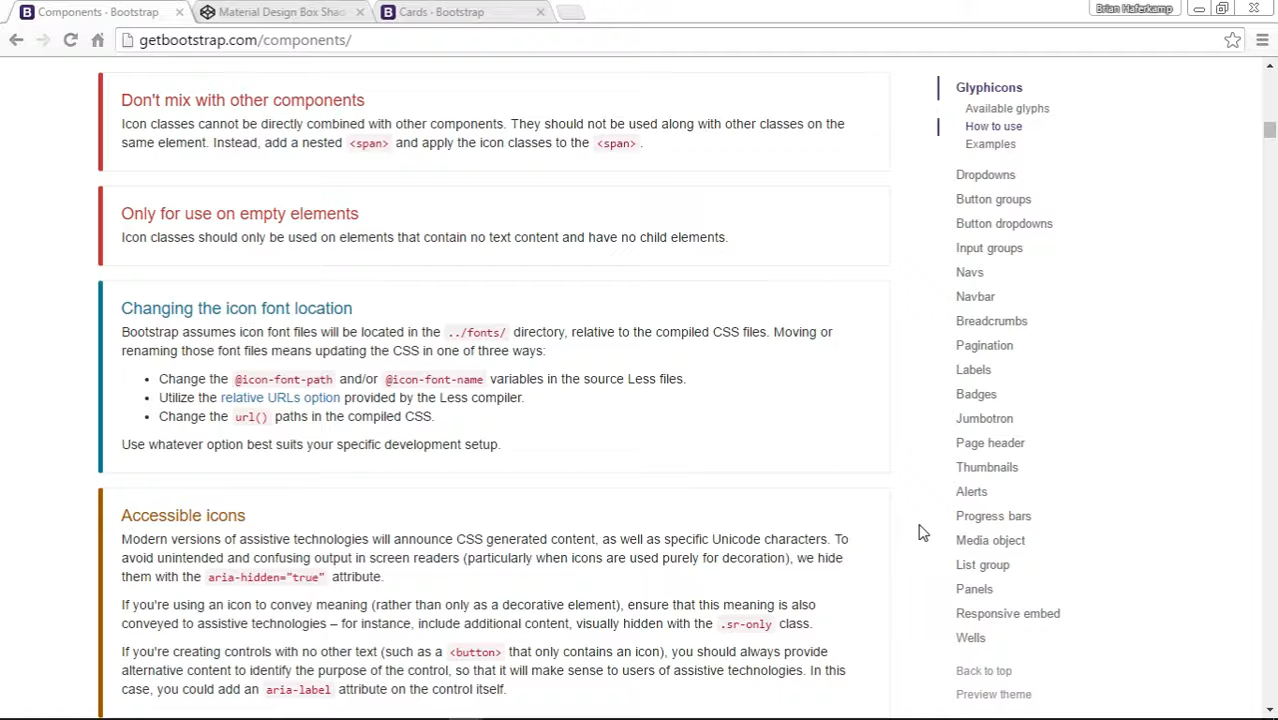 Components · Bootstrap
Material Design Box Shad
Cards · Bootstrap
Brian Haferkamp
getbootstrap.com/components/
Don't mix with other components
Icon classes cannot be directly combined with other components. They should not be used along with other classes on the
same element. Instead, add a nested <span> and apply the icon classes to the <span>.
Only for use on empty elements
Icon classes should only be used on elements that contain no text content and have no child elements.
Changing the icon font location
Bootstrap assumes icon font files will be located in the ../fonts/ directory, relative to the compiled CSS files. Moving or
renaming those font files means updating the CSS in one of three ways:
• Change the @icon-font-path and/or @icon-font-name variables in the source Less files.
• Utilize the relative URLs option provided by the Less compiler.
• Change the url() paths in the compiled CSS.
Use whatever option best suits your specific development setup.
Accessible icons
Modern versions of assistive technologies will announce CSS generated content, as well as specific Unicode characters. To
avoid unintended and confusing output in screen readers (particularly when icons are used purely for decoration), we hide
them with the aria-hidden="true" attribute.
If you're using an icon to convey meaning (rather than only as a decorative element), ensure that this meaning is also
conveyed to assistive technologies – for instance, include additional content, visually hidden with the .sr-only class.
If you're creating controls with no other text (such as a <button> that only contains an icon), you should always provide
alternative content to identify the purpose of the control, so that it will make sense to users of assistive technologies. In this
case, you could add an aria-label attribute on the control itself.
Glyphicons
Available glyphs
How to use
Examples
Dropdowns
Button groups
Button dropdowns
Input groups
Navs
Navbar
Breadcrumbs
Pagination
Labels
Badges
Jumbotron
Page header
Thumbnails
Alerts
Progress bars
Media object
List group
Panels
Responsive embed
Wells
Back to top
Preview theme